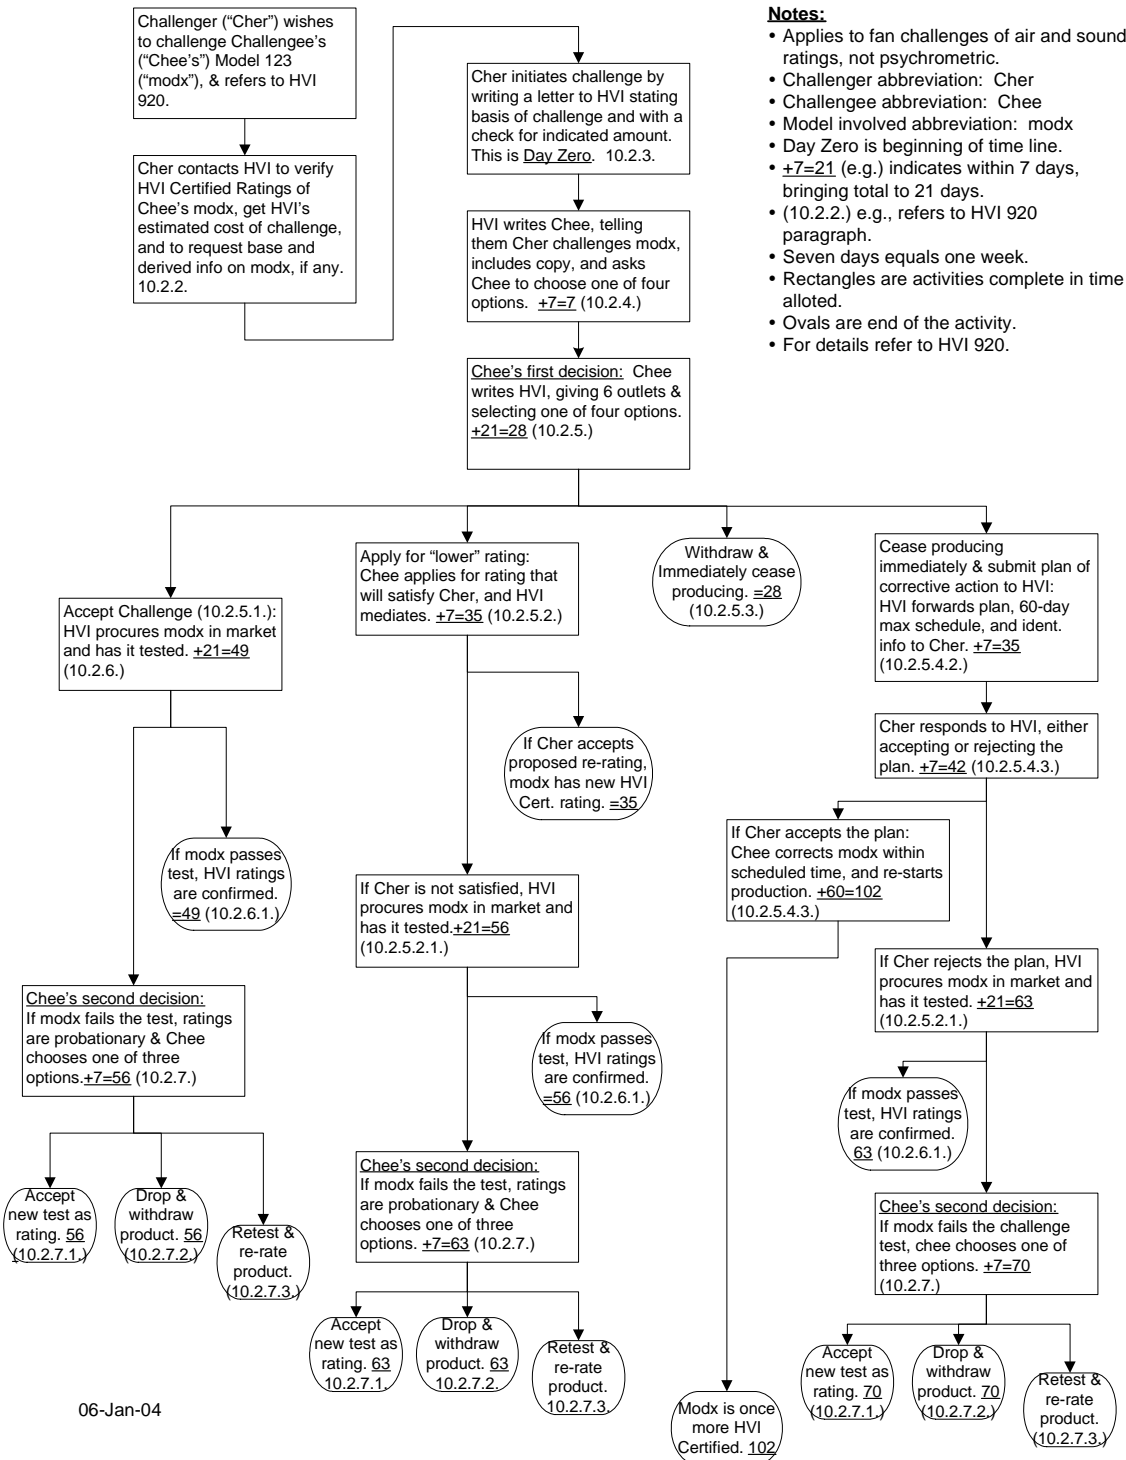 Challenger (“Cher”) wishes
to challenge Challengee’s
(“Chee’s”) Model 123
(“modx”), & refers to HVI
920.
Cher contacts HVI to verify
HVI Certified Ratings of
Chee’s modx, get HVI’s
estimated cost of challenge,
and to request base and
derived info on modx, if any.
10.2.2.
Cher initiates challenge by
writing a letter to HVI stating
basis of challenge and with a
check for indicated amount.
This is Day Zero. 10.2.3.
HVI writes Chee, telling
them Cher challenges modx,
includes copy, and asks
Chee to choose one of four
options. +7=7 (10.2.4.)
Chee’s first decision: Chee
writes HVI, giving 6 outlets &
selecting one of four options.
+21=28 (10.2.5.)
Notes:
• Applies to fan challenges of air and sound
ratings, not psychrometric.
• Challenger abbreviation: Cher
• Challengee abbreviation: Chee
• Model involved abbreviation: modx
• Day Zero is beginning of time line.
• +7=21 (e.g.) indicates within 7 days,
bringing total to 21 days.
• (10.2.2.) e.g., refers to HVI 920
paragraph.
• Seven days equals one week.
• Rectangles are activities complete in time
alloted.
• Ovals are end of the activity.
• For details refer to HVI 920.
Accept Challenge (10.2.5.1.):
HVI procures modx in market
and has it tested. +21=49
(10.2.6.)
If modx passes
test, HVI ratings
are confirmed.
=49 (10.2.6.1.)
Chee’s second decision:
If modx fails the test, ratings
are probationary & Chee
chooses one of three
options.+7=56 (10.2.7.)
Accept
new test as
rating. 56
(10.2.7.1.)
Drop &
withdraw
product. 56
(10.2.7.2.)
Retest &
re-rate
product.
(10.2.7.3.)
Apply for “lower” rating:
Chee applies for rating that
will satisfy Cher, and HVI
mediates. +7=35 (10.2.5.2.)
If Cher accepts
proposed re-rating,
modx has new HVI
Cert. rating. =35
If Cher is not satisfied, HVI
procures modx in market and
has it tested.+21=56
(10.2.5.2.1.)
If modx passes
test, HVI ratings
are confirmed.
=56 (10.2.6.1.)
Chee’s second decision:
If modx fails the test, ratings
are probationary & Chee
chooses one of three
options. +7=63 (10.2.7.)
Accept
new test as
rating. 63
10.2.7.1.
Drop &
withdraw
product. 63
10.2.7.2.
Retest &
re-rate
product.
10.2.7.3.
Withdraw &
Immediately cease
producing. =28
(10.2.5.3.)
Cease producing
immediately & submit plan of
corrective action to HVI:
HVI forwards plan, 60-day
max schedule, and ident.
info to Cher. +7=35
(10.2.5.4.2.)
Cher responds to HVI, either
accepting or rejecting the
plan. +7=42 (10.2.5.4.3.)
If Cher accepts the plan:
Chee corrects modx within
scheduled time, and re-starts
production. +60=102
(10.2.5.4.3.)
If Cher rejects the plan, HVI
procures modx in market and
has it tested. +21=63
(10.2.5.2.1.)
If modx passes
test, HVI ratings
are confirmed.
63 (10.2.6.1.)
Chee’s second decision:
If modx fails the challenge
test, chee chooses one of
three options. +7=70
(10.2.7.)
Accept
new test as
rating. 70
(10.2.7.1.)
Drop &
withdraw
product. 70
(10.2.7.2.)
Retest &
re-rate
product.
(10.2.7.3.)
Modx is once
more HVI
Certified. 102
06-Jan-04